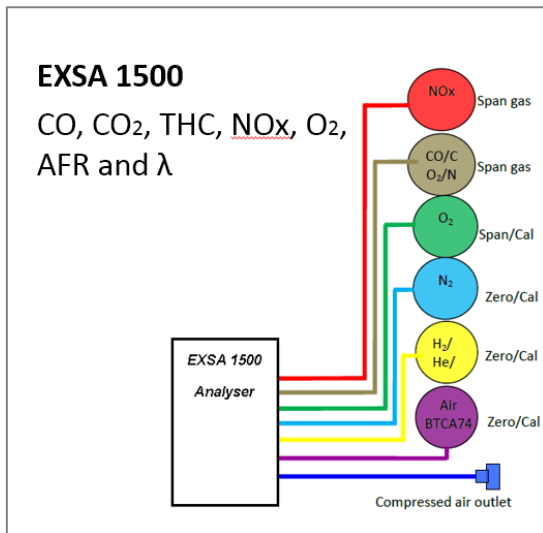 EXSA 1500
CO, CO₂, THC, NOx, O₂,
AFR and λ
NOx
Span gas
CO/C
O₂/N
Span gas
O₂
Span/Cal
N₂
Zero/Cal
H₂/
He/
Zero/Cal
Air
BTCA74
Zero/Cal
EXSA 1500
Analyser
Compressed air outlet